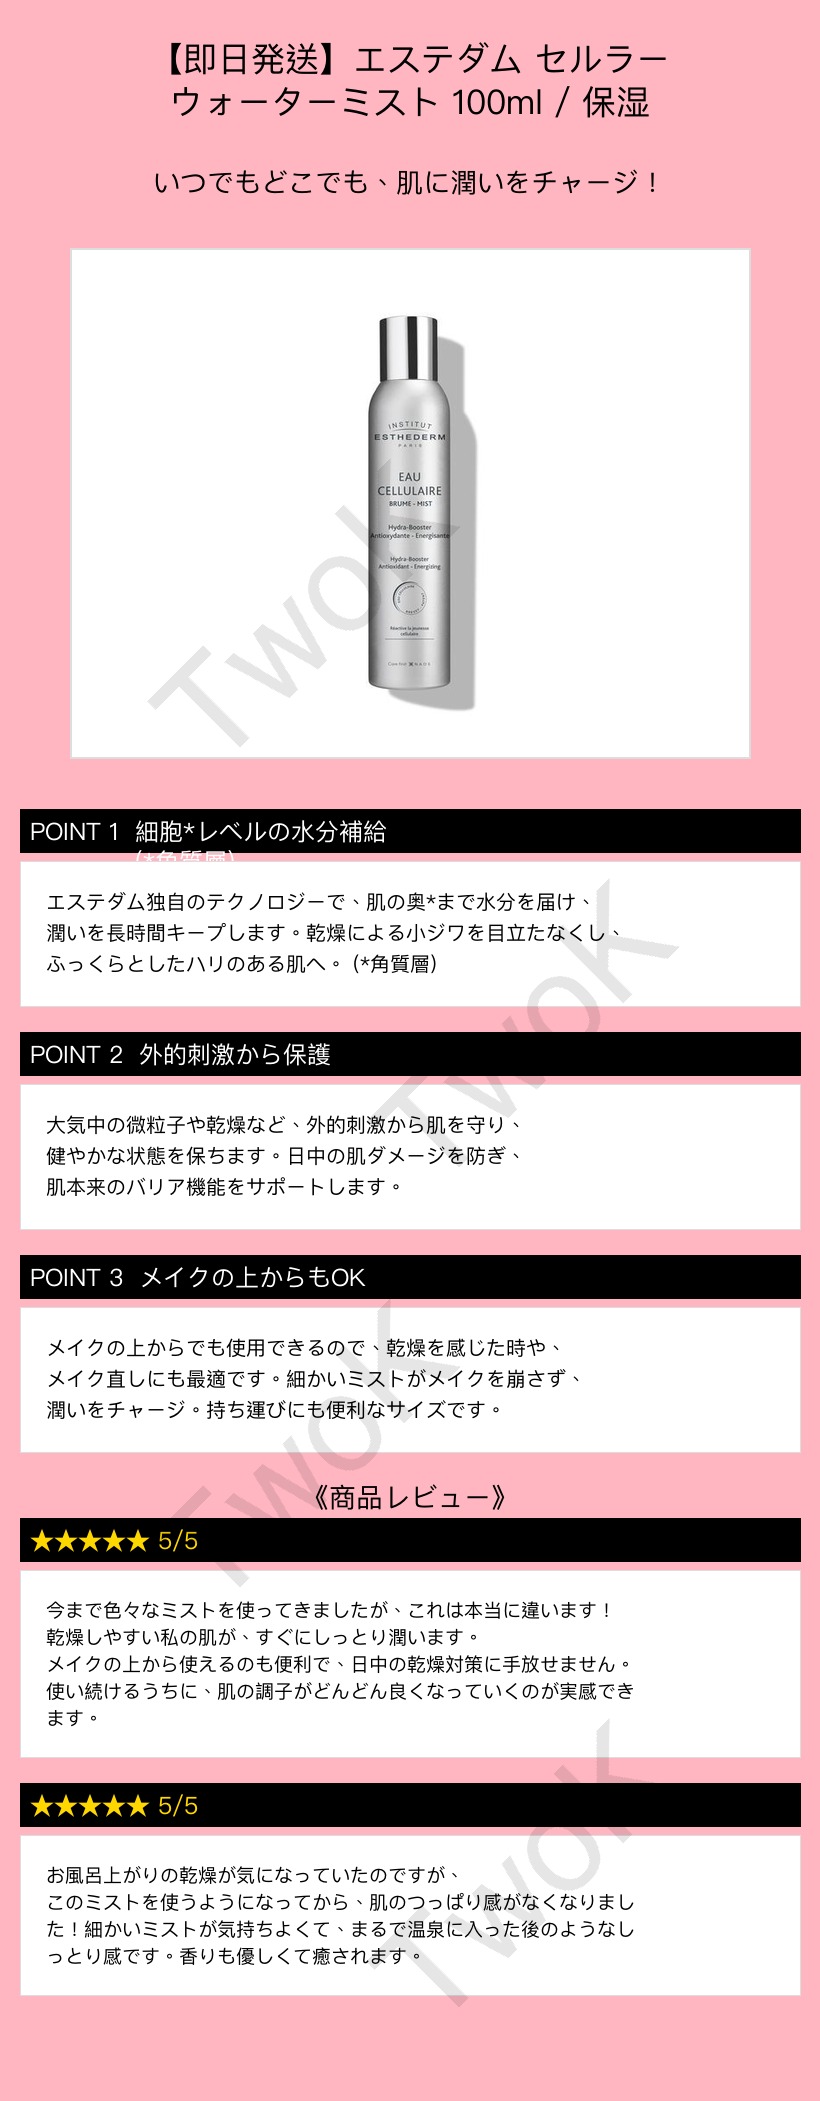 【即日発送】エステダム セルラー
ウォーターミスト 100ml / 保湿
いつでもどこでも、肌に潤いをチャージ！
INSTITUT
ESTHEDERM
PARIS
EAU
CELLULAIRE
BRUME - MIST
Hydra-Booster
Antioxydante - Énergisante
Hydra-Booster
Antioxidant - Energizing
Réactive la jeunesse
cellulaire
NAOS
TwoK
POINT 1 細胞*レベルの水分補給
(*角質層)
エステダム独自のテクノロジーで、肌の奥*まで水分を届け、
潤いを長時間キープします。乾燥による小ジワを目立たなくし、
ふっくらとしたハリのある肌へ。(*角質層)
TwoK
POINT 2 外的刺激から保護
大気中の微粒子や乾燥など、外的刺激から肌を守り、
健やかな状態を保ちます。日中の肌ダメージを防ぎ、
肌本来のバリア機能をサポートします。
POINT 3 メイクの上からもOK
メイクの上からでも使用できるので、乾燥を感じた時や、
メイク直しにも最適です。細かいミストがメイクを崩さず、
潤いをチャージ。持ち運びにも便利なサイズです。
TwoK
《商品レビュー》
★★★★★ 5/5
今まで色々なミストを使ってきましたが、これは本当に違います！
乾燥しやすい私の肌が、すぐにしっとり潤います。
メイクの上から使えるのも便利で、日中の乾燥対策に手放せません。
使い続けるうちに、肌の調子がどんどん良くなっていくのが実感でき
ます。
★★★★★ 5/5
お風呂上がりの乾燥が気になっていたのですが、
このミストを使うようになってから、肌のつっぱり感がなくなりまし
た！細かいミストが気持ちよくて、まるで温泉に入った後のようなし
っとり感です。香りも優しくて癒されます。
TwoK